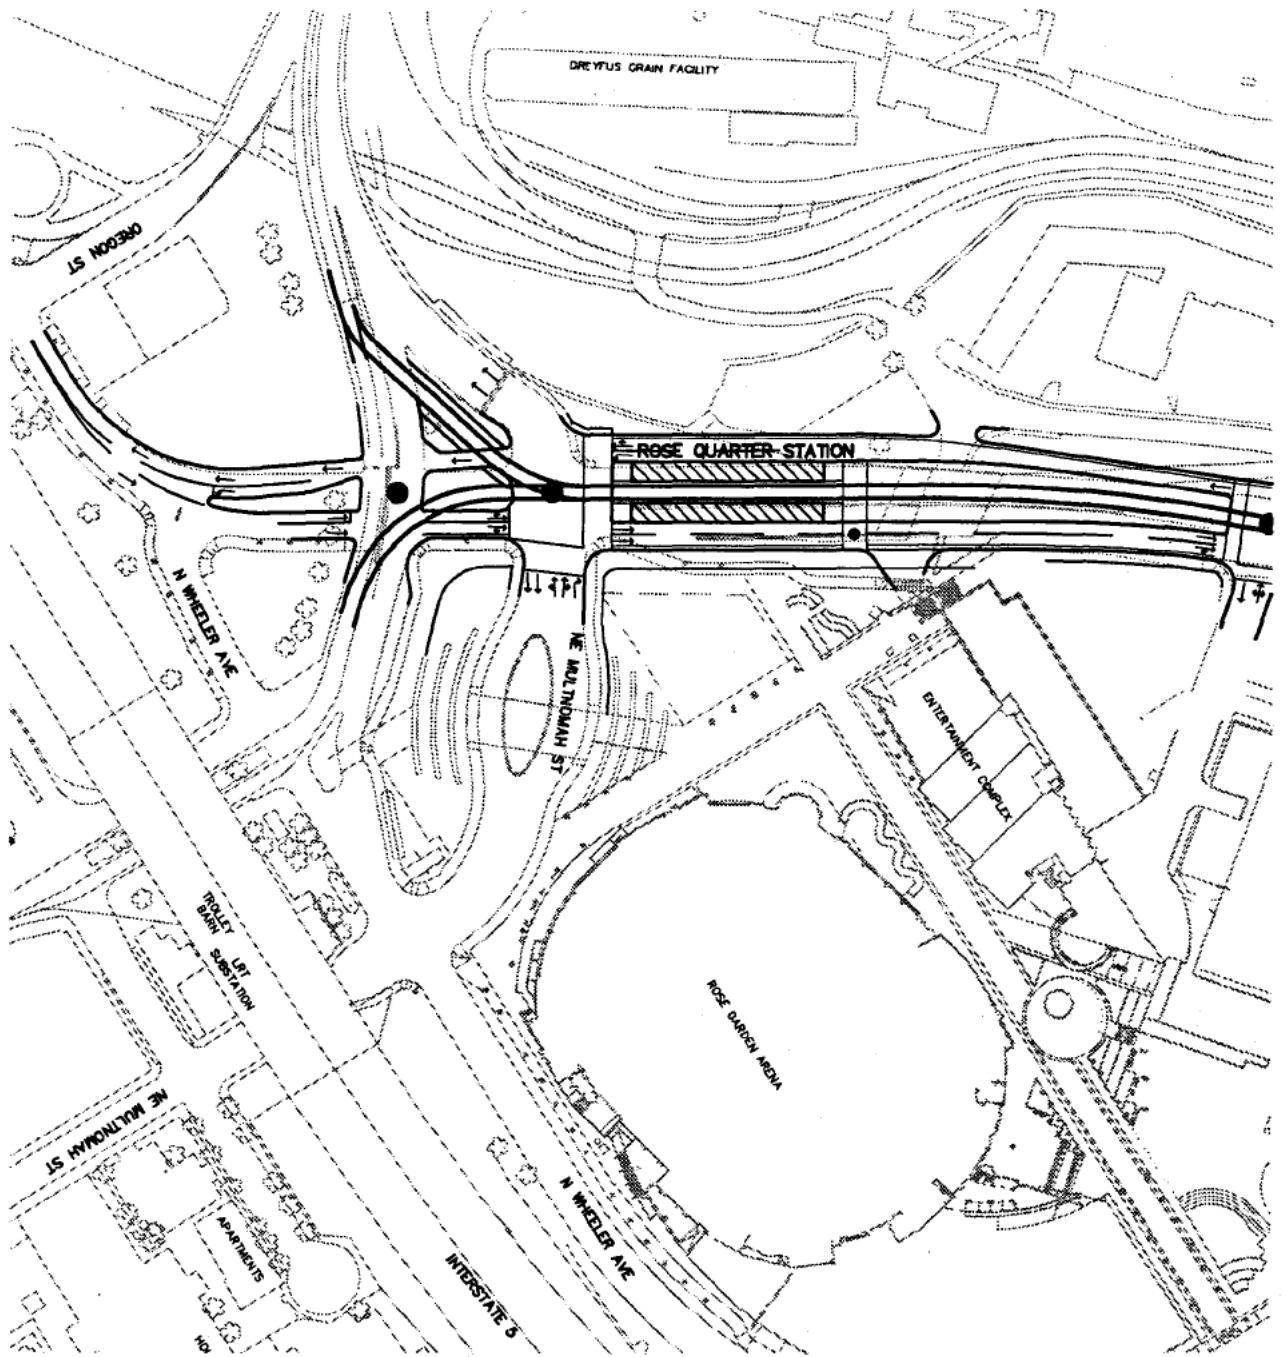 DREYFUS GRAIN FACILITY
OREGON ST
ROSE QUARTER STATION
N WHEELER AVE
NE MULTNOMAH ST
ENTERTAINMENT COMPLEX
TROLLEY
BARN
LRT
SUBSTATION
ROSE GARDEN ARENA
NE MULTNOMAH ST
N WHEELER AVE
APARTMENTS
INTERSTATE 5